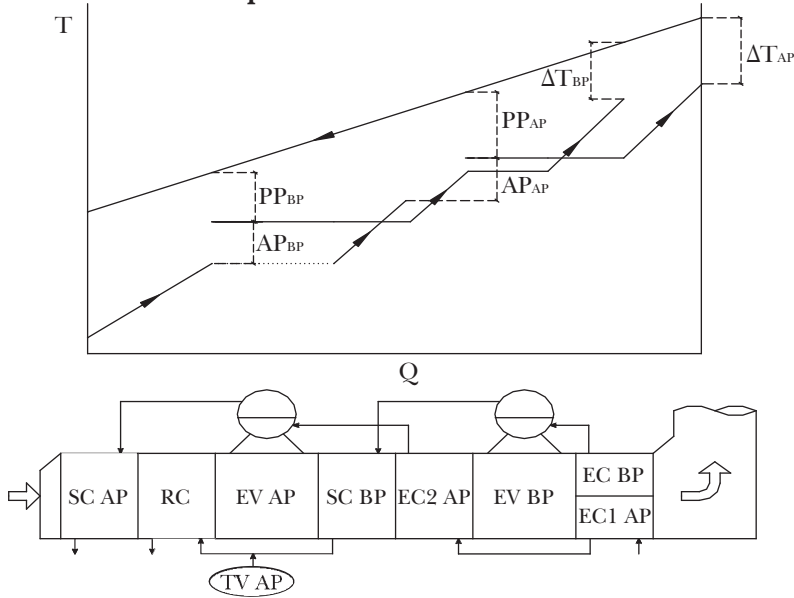 T
ΔTBP
ΔTAP
PPAP
APAP
PPBP
APBP
Q
SC AP
RC
EV AP
SC BP
EC2 AP
EV BP
EC BP
EC1 AP
TV AP